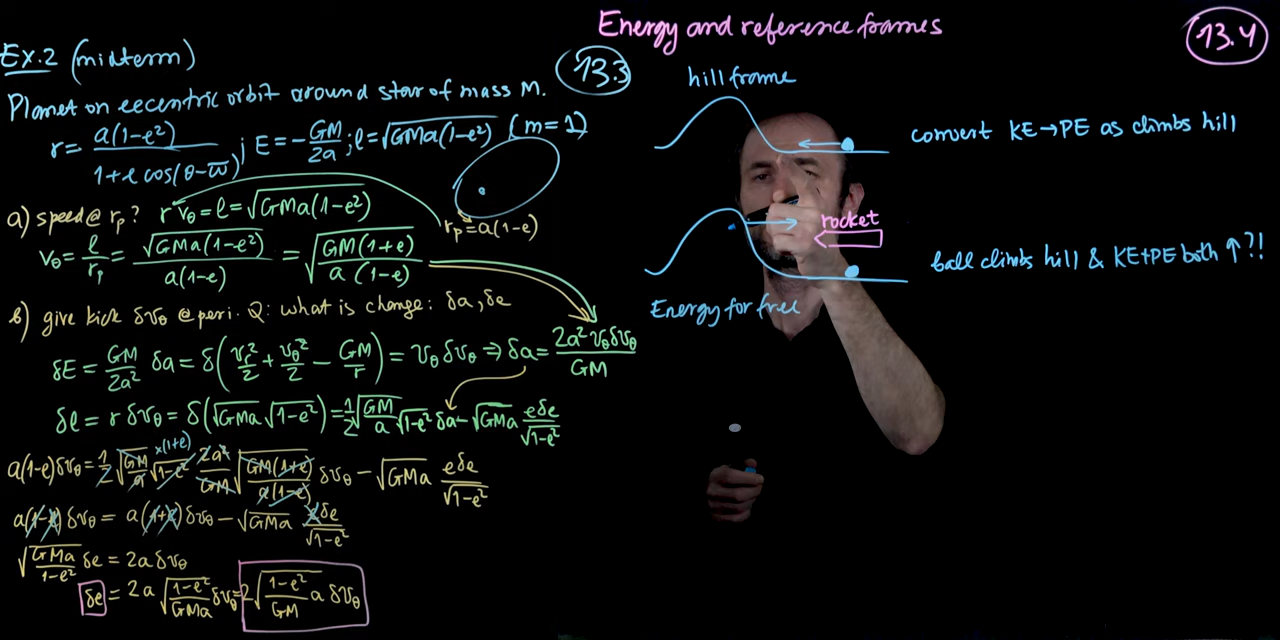 Ex.2 (midterm)
13.3
Planet on eccentric orbit around star of mass M.
r = a(1-e²) / 1+e cos(θ-ϖ) ; E = -GM/2a ; l = √GMa(1-e²) (m=1)
a) speed @ rp? r vθ = l = √GMa(1-e²)
rp = a(1-e)
vθ = l/rp = √GMa(1-e²) / a(1-e) = √GM(1+e) / a(1-e)
b) give kick δvθ @ peri. Q: what is change: δa, δe
δE = GM/2a² δa = δ(vr²/2 + vθ²/2 - GM/r) = vθ δvθ ⇒ δa = 2a² vθ δvθ / GM
δl = r δvθ = δ(√GMa √1-e²) = 1/2 √GM/a √1-e² δa - √GMa eδe/√1-e²
x(1+e)
a(1-e) δvθ = 1/2 √GM/a √1-e² 2a²/GM √GM(1+e)/a(1-e) δvθ - √GMa eδe/√1-e²
a(1-e) δvθ = a(1+e) δvθ - √GMa eδe/√1-e²
√GMa/1-e² δe = 2a δvθ
δe = 2a √1-e²/GMa δvθ = 2√1-e²/GM a δvθ
Energy and reference frames
13.4
hill frame
convert KE→PE as climbs hill
rocket
ball climbs hill & KE+PE both ↑?!
Energy for free